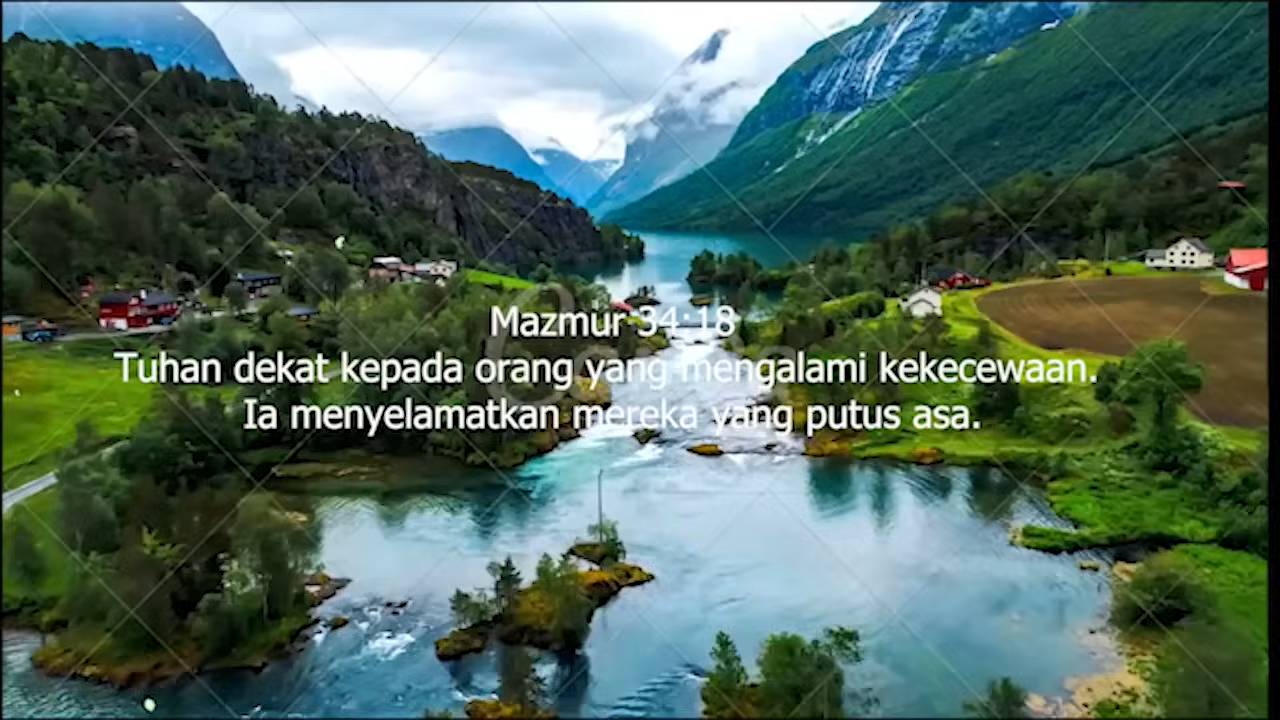 Mazmur 34:18
Tuhan dekat kepada orang yang mengalami kekecewaan.
Ia menyelamatkan mereka yang putus asa.